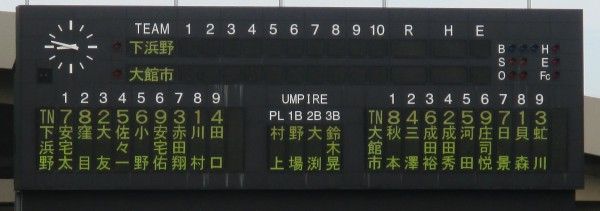 TEAM 1 2 3 4 5 6 7 8 9 10 R H E
下浜野
大館市
B H
S E
O Fc
1 2 3 4 5 6 7 8 9
TN 7 8 2 5 6 9 3 1 4
下浜野
安宅太
窪目
大友
佐々一
小野
安宅佑
赤田翔
川村
田口
UMPIRE
PL 1B 2B 3B
村上
野場
大渕
鈴木晃
1 2 3 4 5 6 7 8 9
TN 8 4 6 2 5 9 7 1 3
大館市
秋本
三澤
成田裕
成田秀
河田
庄司悦
日景
貝森
虻川